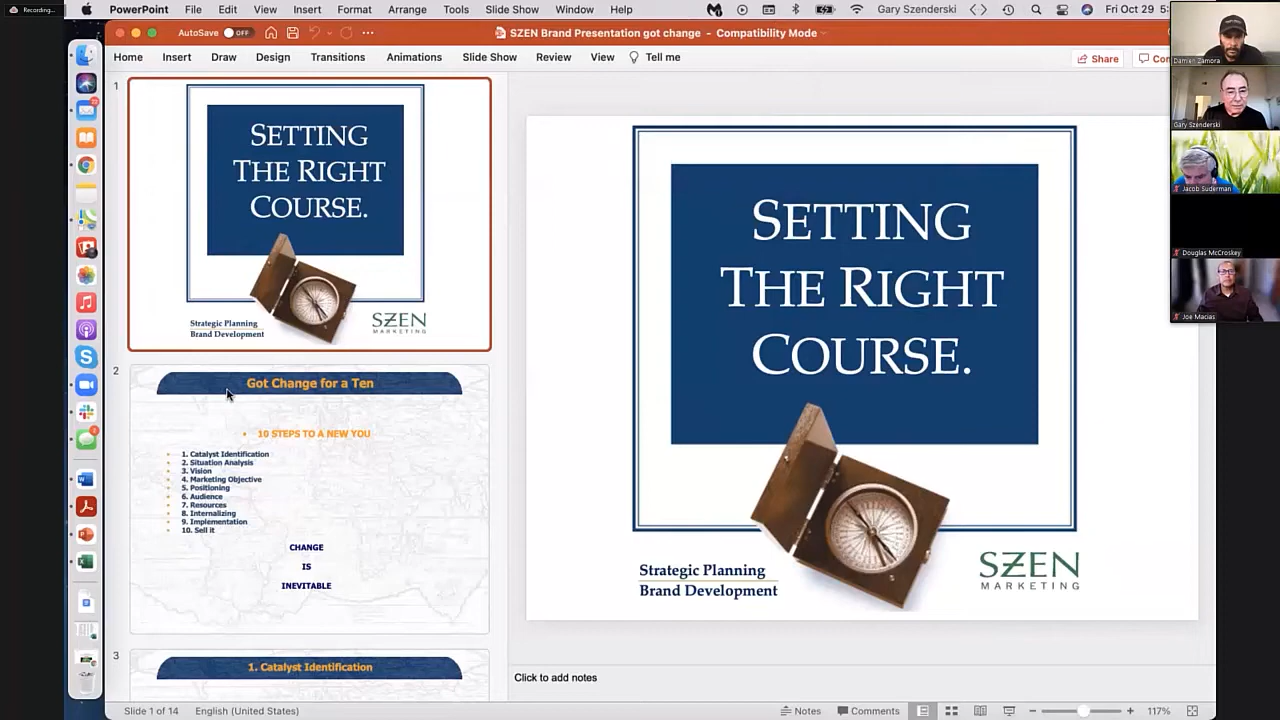 Recording...
PowerPoint File Edit View Insert Format Arrange Tools Slide Show Window Help
Gary Szenderski Fri Oct 29 5:
AutoSave OFF
SZEN Brand Presentation got change - Compatibility Mode
Home Insert Draw Design Transitions Animations Slide Show Review View Tell me
Share
1
SETTING
THE RIGHT
COURSE.
Strategic Planning
Brand Development
SZEN
MARKETING
2
Got Change for a Ten
• 10 STEPS TO A NEW YOU
• 1. Catalyst Identification
• 2. Situation Analysis
• 3. Vision
• 4. Marketing Objective
• 5. Positioning
• 6. Audience
• 7. Resources
• 8. Internalizing
• 9. Implementation
• 10. Sell it
CHANGE
IS
INEVITABLE
3
1. Catalyst Identification
SETTING
THE RIGHT
COURSE.
Strategic Planning
Brand Development
SZEN
MARKETING
Click to add notes
Slide 1 of 14 English (United States)
Notes Comments 117%
Damien Zamora
Gary Szenderski
Jacob Suderman
Douglas McCroskey
Joe Macias